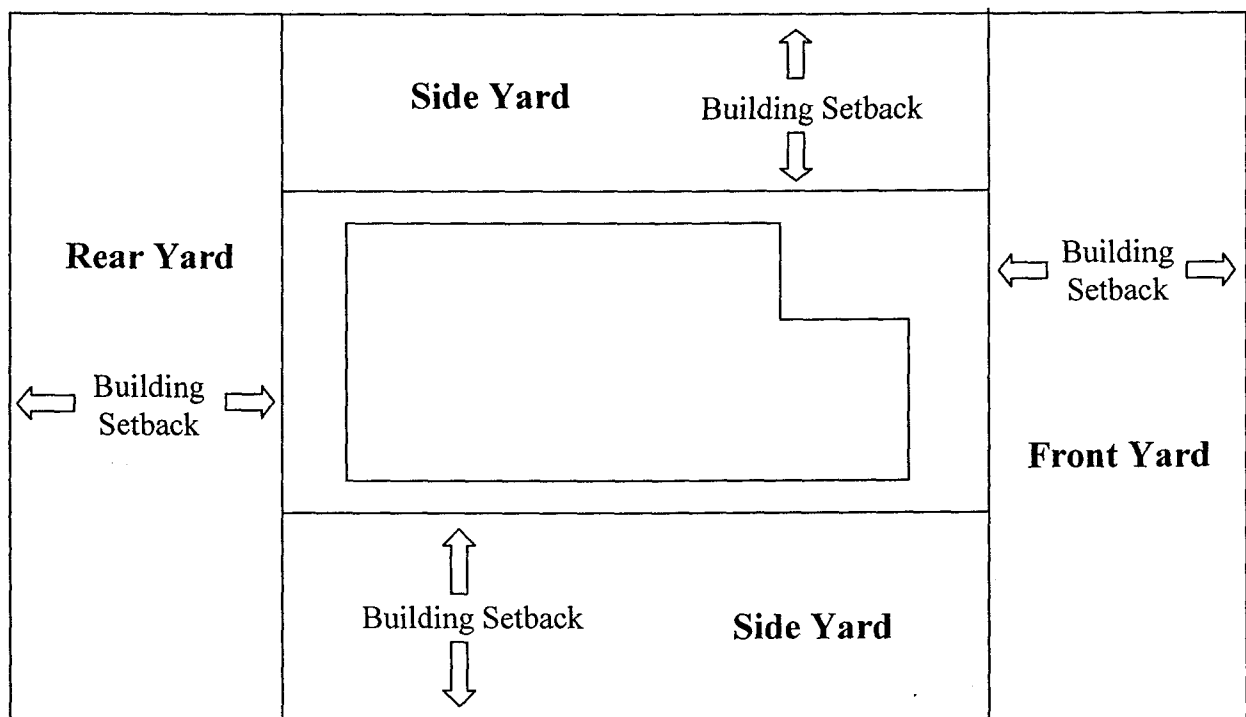 Side Yard
Building Setback
Rear Yard
Building
Setback
Building
Setback
Front Yard
Building Setback
Side Yard